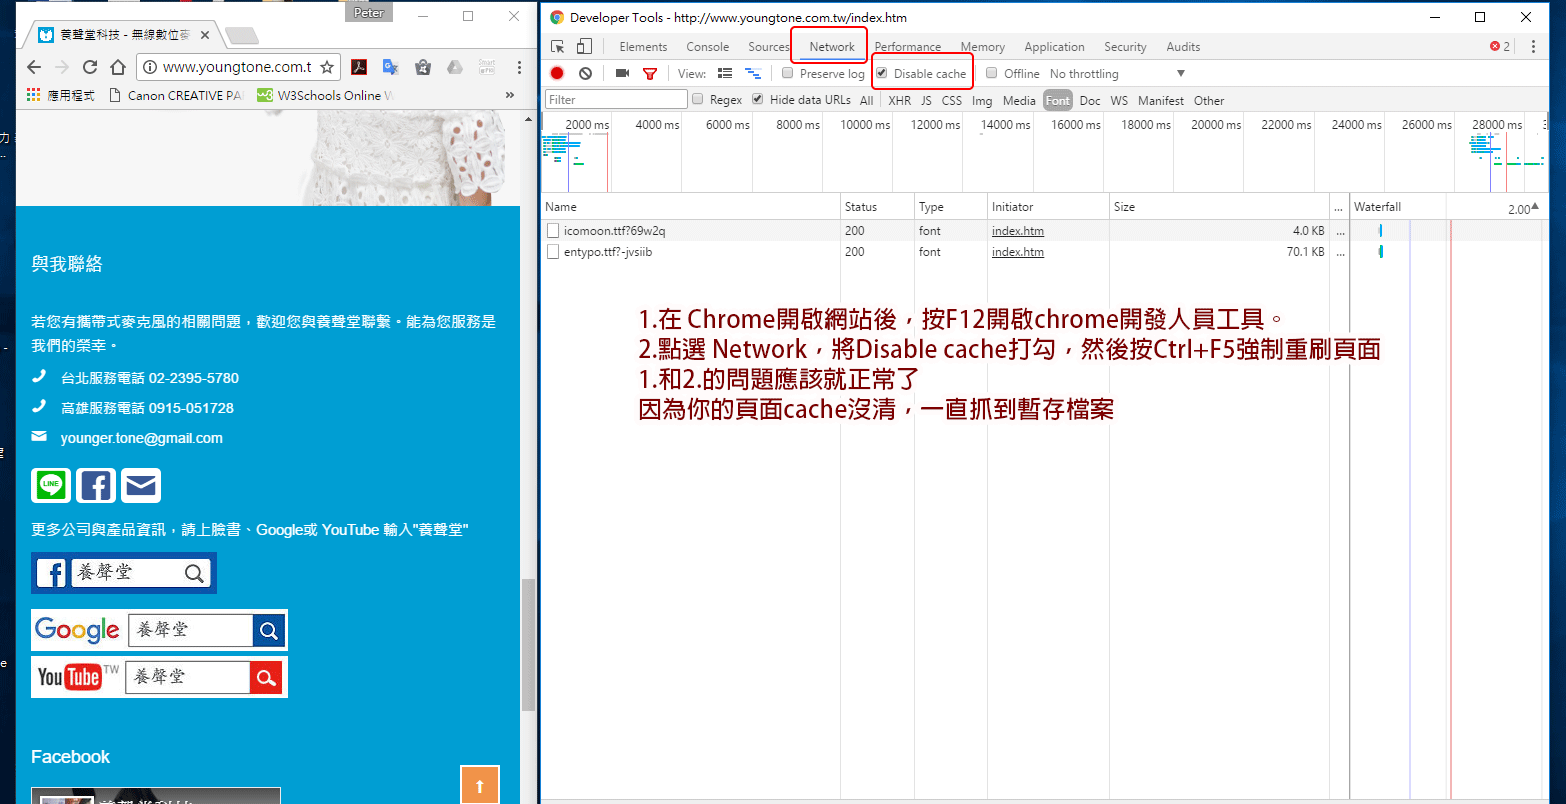 Peter
養聲堂科技 - 無線數位麥
www.youngtone.com.t
應用程式
Canon CREATIVE PA
W3Schools Online W
»
與我聯絡
若您有攜帶式麥克風的相關問題，歡迎您與養聲堂聯繫。能為您服務是
我們的榮幸。
台北服務電話 02-2395-5780
高雄服務電話 0915-051728
younger.tone@gmail.com
LINE
更多公司與產品資訊，請上臉書、Google或 YouTube 輸入"養聲堂"
養聲堂
Google 養聲堂
YouTube TW 養聲堂
Facebook
Developer Tools - http://www.youngtone.com.tw/index.htm
Elements Console Sources Network Performance Memory Application Security Audits 2
View: Preserve log Disable cache Offline No throttling
Filter Regex Hide data URLs All XHR JS CSS Img Media Font Doc WS Manifest Other
2000 ms 4000 ms 6000 ms 8000 ms 10000 ms 12000 ms 14000 ms 16000 ms 18000 ms 20000 ms 22000 ms 24000 ms 26000 ms 28000 ms
Name Status Type Initiator Size ... Waterfall 2.00
icomoon.ttf?69w2q 200 font index.htm 4.0 KB ...
entypo.ttf?-jvsiib 200 font index.htm 70.1 KB ...
1.在 Chrome開啟網站後，按F12開啟chrome開發人員工具。
2.點選 Network，將Disable cache打勾，然後按Ctrl+F5強制重刷頁面
1.和2.的問題應該就正常了
因為你的頁面cache沒清，一直抓到暫存檔案